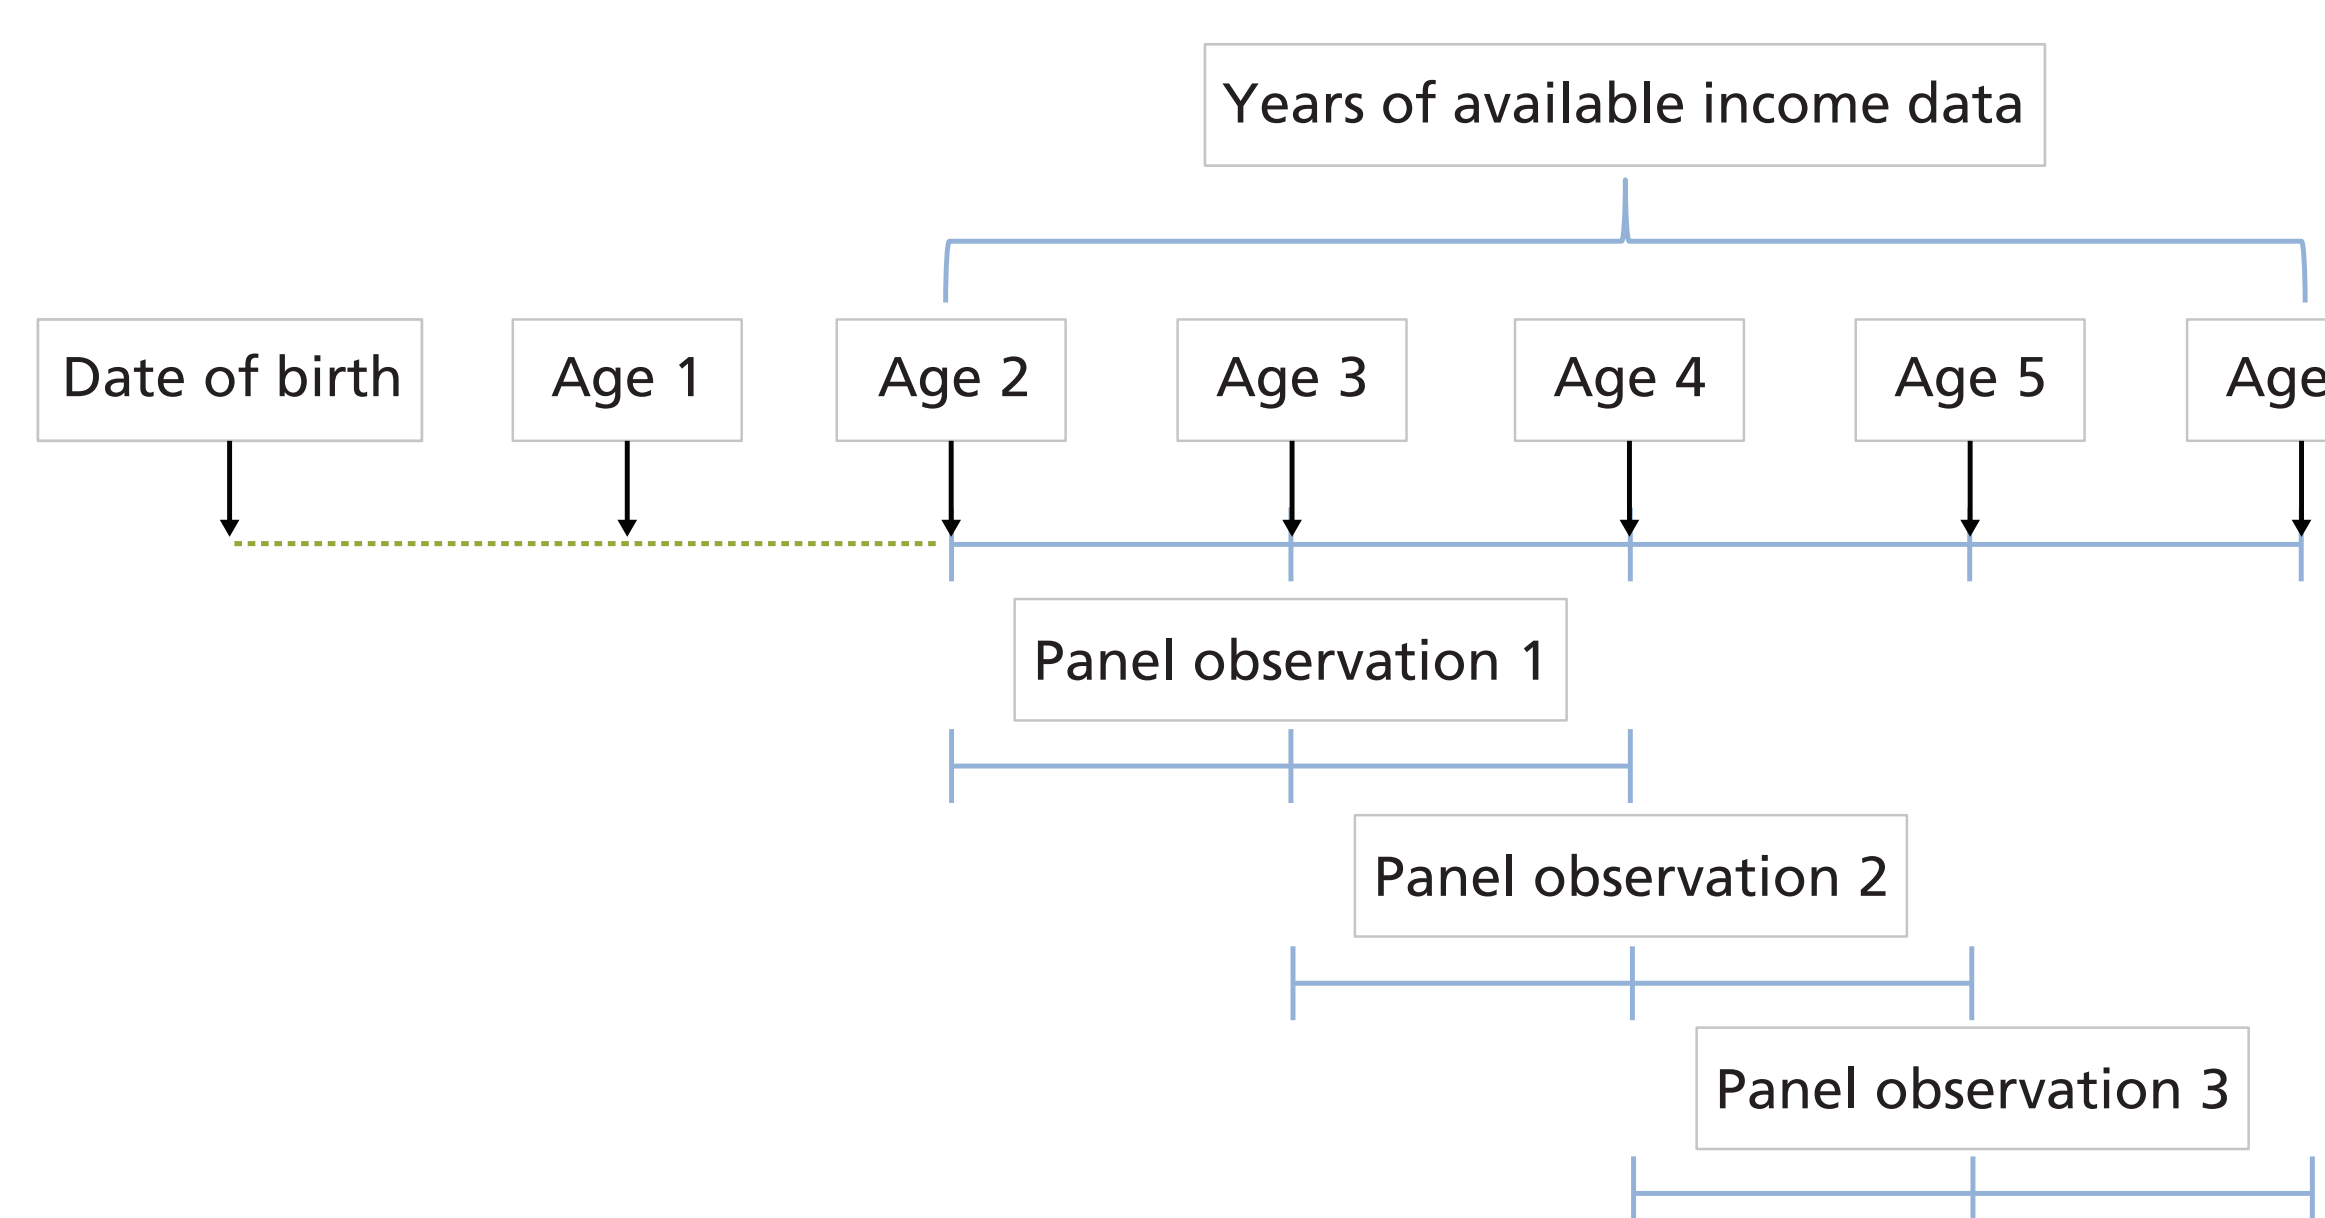 Years of available income data
Date of birth
Age 1
Age 2
Age 3
Age 4
Age 5
Age
Panel observation 1
Panel observation 2
Panel observation 3